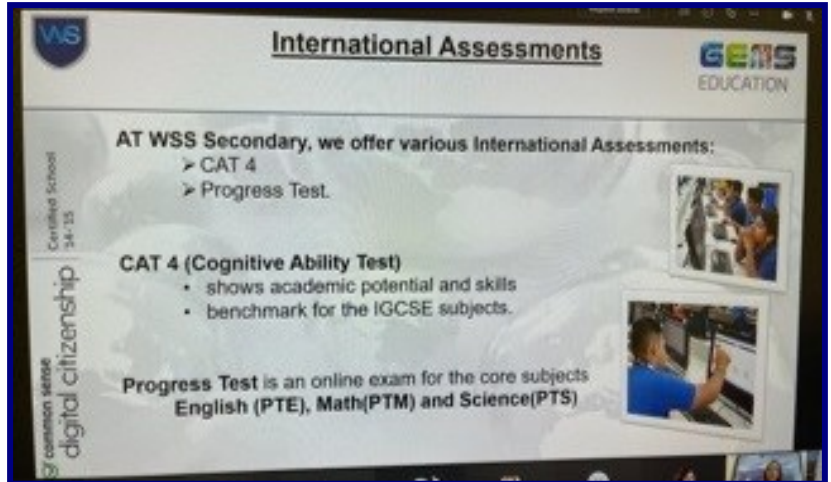 WS
International Assessments
GEMS
EDUCATION
AT WSS Secondary, we offer various International Assessments:
➢ CAT 4
➢ Progress Test.
CAT 4 (Cognitive Ability Test)
• shows academic potential and skills
• benchmark for the IGCSE subjects.
Progress Test is an online exam for the core subjects
English (PTE), Math(PTM) and Science(PTS)
common sense
digital citizenship
Certified School
14-'15